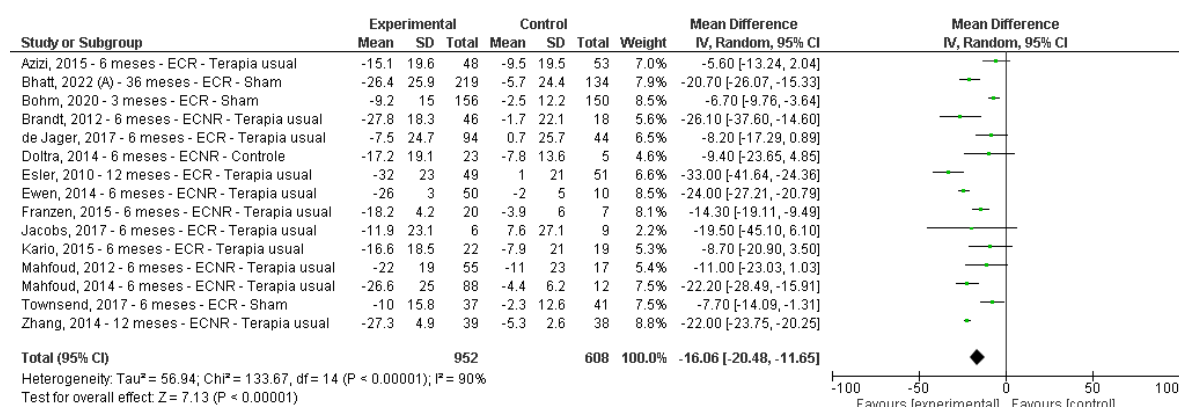 Experimental Control Mean Difference Mean Difference
Study or Subgroup Mean SD Total Mean SD Total Weight IV, Random, 95% CI IV, Random, 95% CI
Azizi, 2015 - 6 meses - ECR - Terapia usual -15.1 19.6 48 -9.5 19.5 53 7.0% -5.60 [-13.24, 2.04]
Bhatt, 2022 (A) - 36 meses - ECR - Sham -26.4 25.9 219 -5.7 24.4 134 7.9% -20.70 [-26.07, -15.33]
Bohm, 2020 - 3 meses - ECR - Sham -9.2 15 156 -2.5 12.2 150 8.5% -6.70 [-9.76, -3.64]
Brandt, 2012 - 6 meses - ECNR - Terapia usual -27.8 18.3 46 -1.7 22.1 18 5.6% -26.10 [-37.60, -14.60]
de Jager, 2017 - 6 meses - ECR - Terapia usual -7.5 24.7 94 0.7 25.7 44 6.5% -8.20 [-17.29, 0.89]
Doltra, 2014 - 6 meses - ECNR - Controle -17.2 19.1 23 -7.8 13.6 5 4.6% -9.40 [-23.65, 4.85]
Esler, 2010 - 12 meses - ECR - Terapia usual -32 23 49 1 21 51 6.6% -33.00 [-41.64, -24.36]
Ewen, 2014 - 6 meses - ECNR - Terapia usual -26 3 50 -2 5 10 8.5% -24.00 [-27.21, -20.79]
Franzen, 2015 - 6 meses - ECNR - Terapia usual -18.2 4.2 20 -3.9 6 7 8.1% -14.30 [-19.11, -9.49]
Jacobs, 2017 - 6 meses - ECR - Terapia usual -11.9 23.1 6 7.6 27.1 9 2.2% -19.50 [-45.10, 6.10]
Kario, 2015 - 6 meses - ECR - Terapia usual -16.6 18.5 22 -7.9 21 19 5.3% -8.70 [-20.90, 3.50]
Mahfoud, 2012 - 6 meses - ECNR - Terapia usual -22 19 55 -11 23 17 5.4% -11.00 [-23.03, 1.03]
Mahfoud, 2014 - 6 meses - ECNR - Terapia usual -26.6 25 88 -4.4 6.2 12 7.5% -22.20 [-28.49, -15.91]
Townsend, 2017 - 6 meses - ECR - Sham -10 15.8 37 -2.3 12.6 41 7.5% -7.70 [-14.09, -1.31]
Zhang, 2014 - 12 meses - ECNR - Terapia usual -27.3 4.9 39 -5.3 2.6 38 8.8% -22.00 [-23.75, -20.25]
Total (95% CI) 952 608 100.0% -16.06 [-20.48, -11.65]
Heterogeneity: Tau² = 56.94; Chi² = 133.67, df = 14 (P < 0.00001); I² = 90%
Test for overall effect: Z = 7.13 (P < 0.00001)
-100 -50 0 50 100
Favours [experimental] Favours [control]